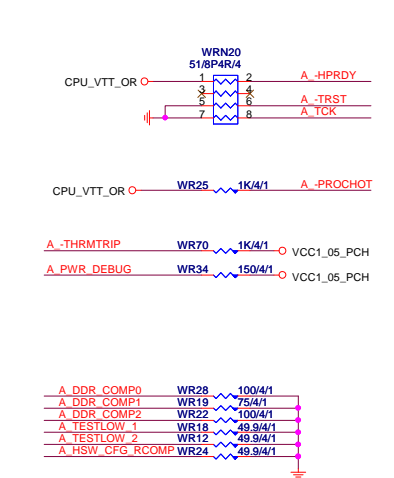 WRN20
51/8P4R/4
CPU_VTT_OR 1 2 A_-HPRDY
3 4
5 6 A_-TRST
7 8 A_TCK
CPU_VTT_OR WR25 1K/4/1 A_-PROCHOT
A_-THRMTRIP WR70 1K/4/1 VCC1_05_PCH
A_PWR_DEBUG WR34 150/4/1 VCC1_05_PCH
A_DDR_COMP0 WR28 100/4/1
A_DDR_COMP1 WR19 75/4/1
A_DDR_COMP2 WR22 100/4/1
A_TESTLOW_1 WR18 49.9/4/1
A_TESTLOW_2 WR12 49.9/4/1
A_HSW_CFG_RCOMP WR24 49.9/4/1